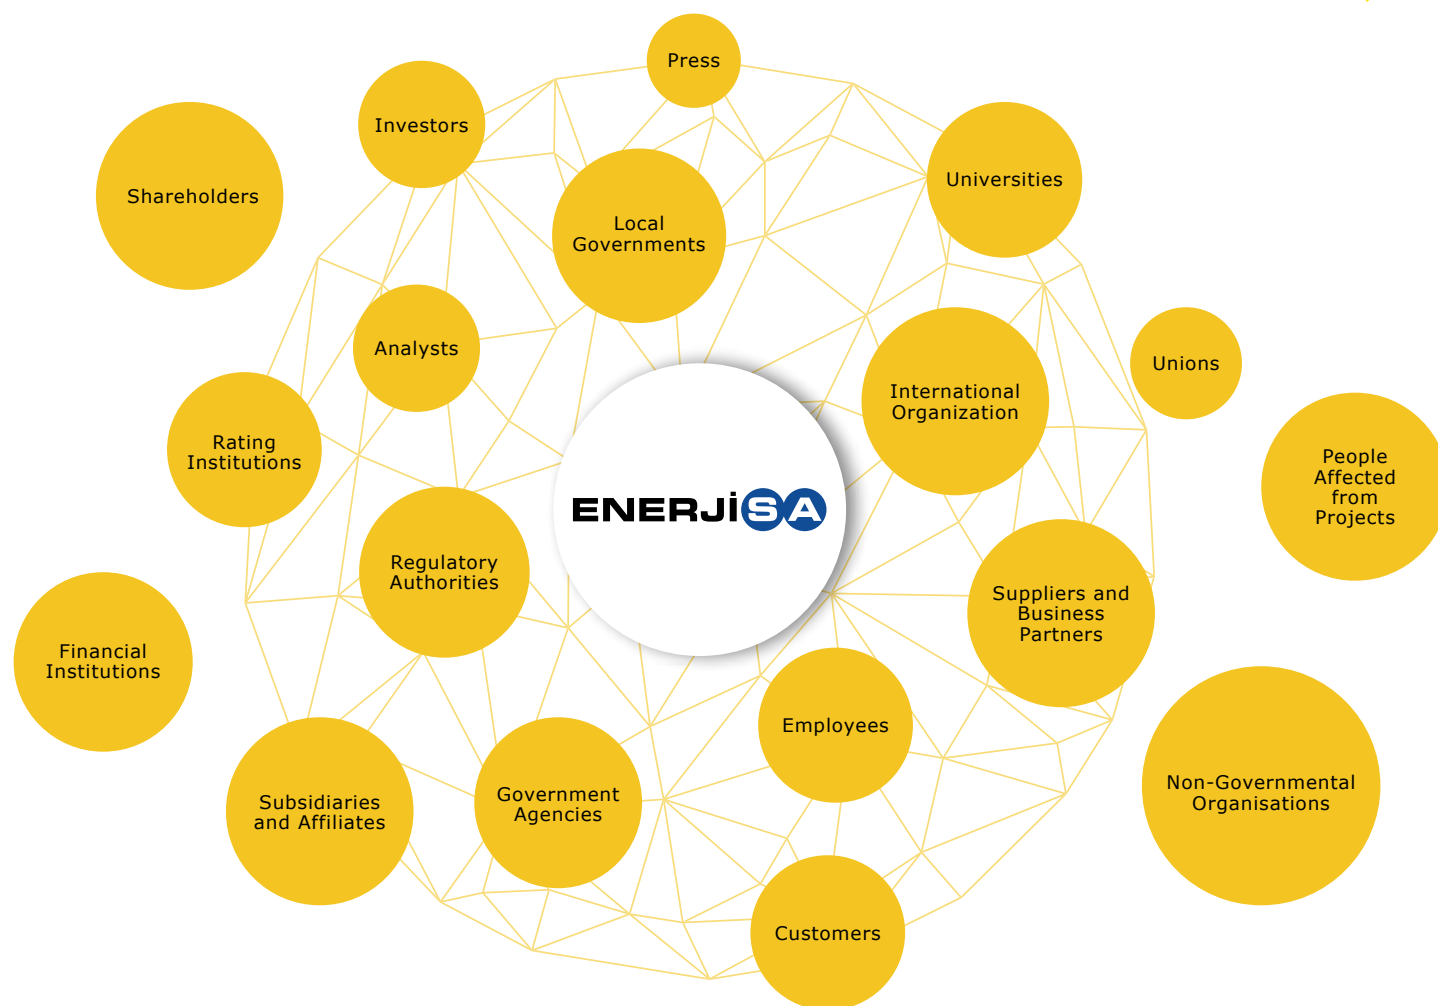 Press
Investors
Universities
Shareholders
Local
Governments
Analysts
Unions
International
Organization
Rating
Institutions
People
Affected
from
Projects
ENERJİSA
Regulatory
Authorities
Suppliers and
Business
Partners
Financial
Institutions
Employees
Non-Governmental
Organisations
Subsidiaries
and Affiliates
Government
Agencies
Customers